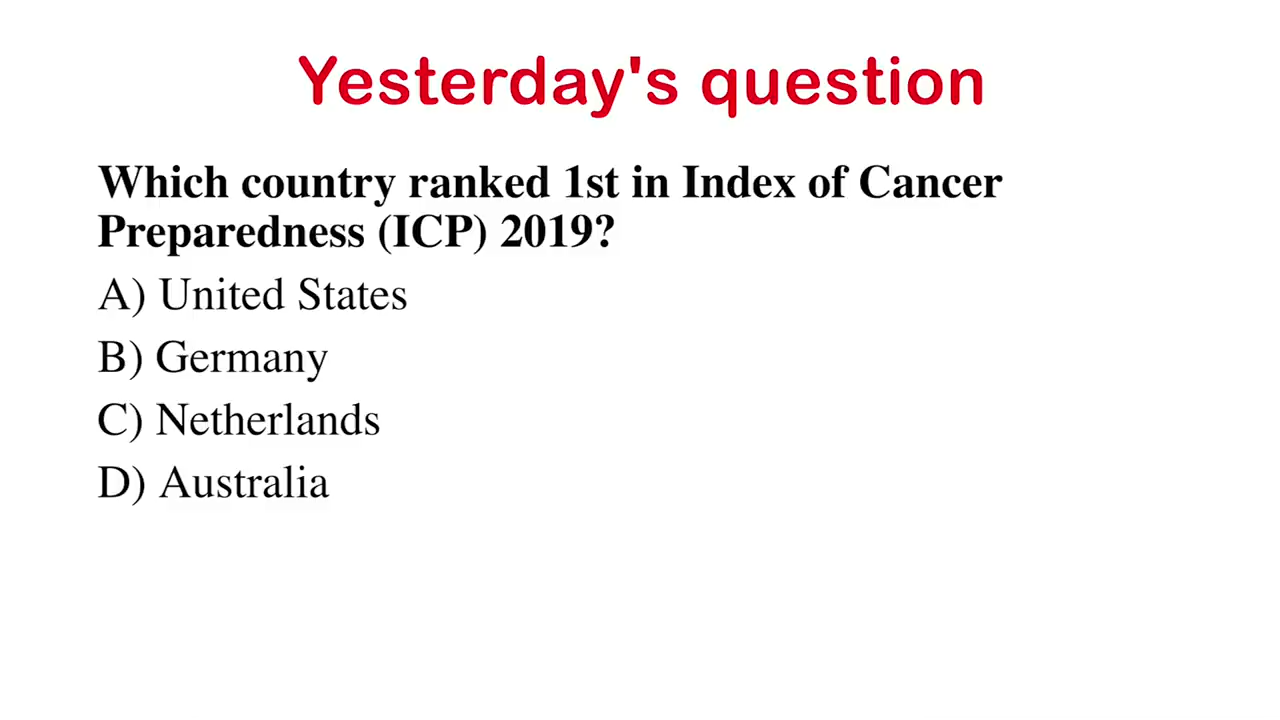 Yesterday's question
Which country ranked 1st in Index of Cancer
Preparedness (ICP) 2019?
A) United States
B) Germany
C) Netherlands
D) Australia